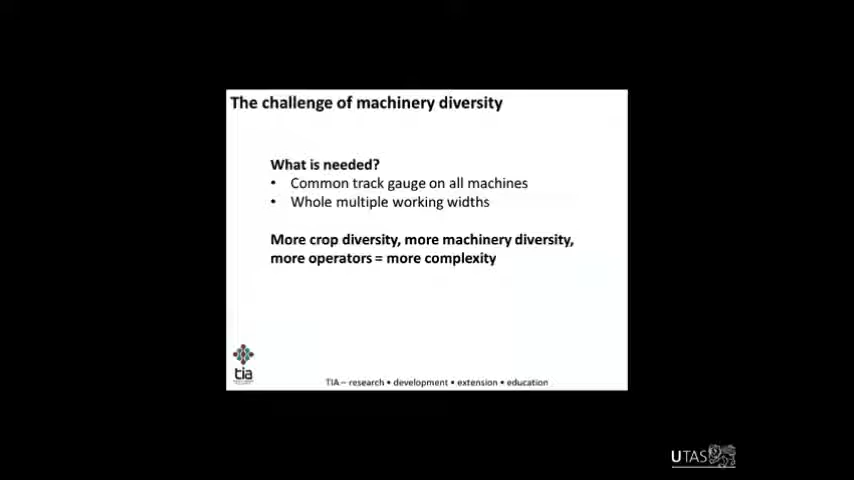 The challenge of machinery diversity
What is needed?
• Common track gauge on all machines
• Whole multiple working widths
More crop diversity, more machinery diversity,
more operators = more complexity
tia
TIA – research • development • extension • education
UTAS